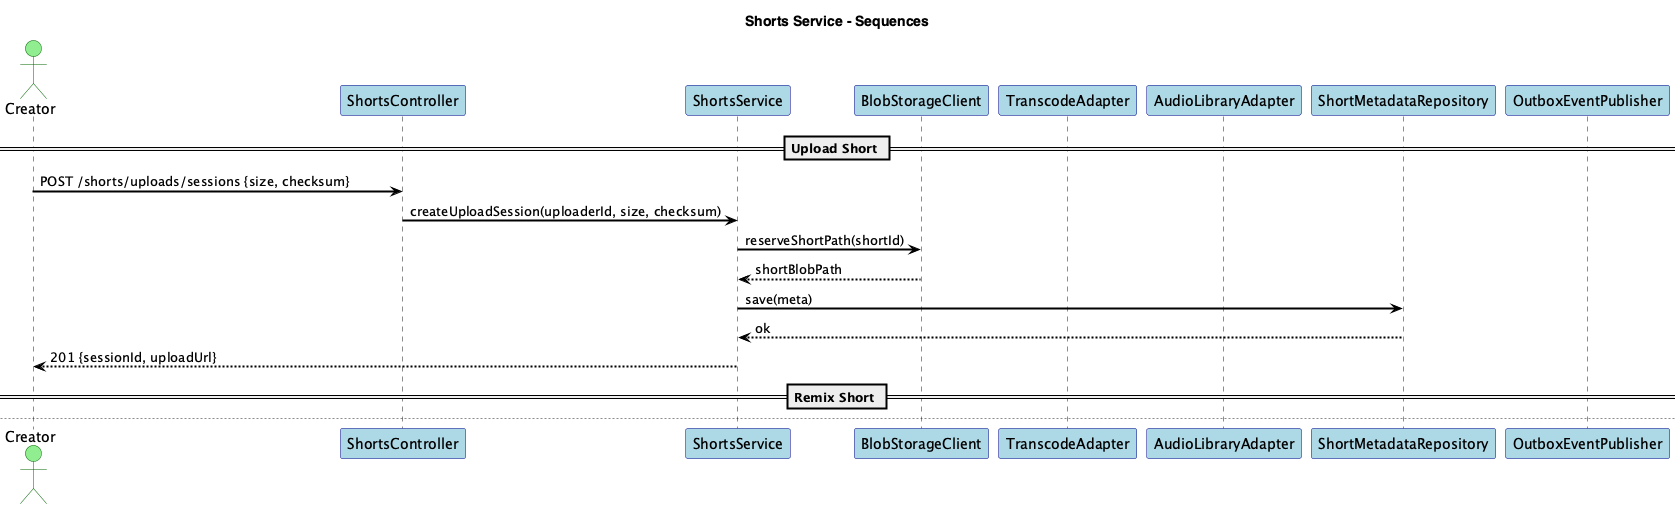 Shorts Service - Sequences
Creator
ShortsController
ShortsService
BlobStorageClient
TranscodeAdapter
AudioLibraryAdapter
ShortMetadataRepository
OutboxEventPublisher
Upload Short
POST /shorts/uploads/sessions {size, checksum}
createUploadSession(uploaderId, size, checksum)
reserveShortPath(shortId)
shortBlobPath
save(meta)
ok
201 {sessionId, uploadUrl}
Remix Short
Creator
ShortsController
ShortsService
BlobStorageClient
TranscodeAdapter
AudioLibraryAdapter
ShortMetadataRepository
OutboxEventPublisher